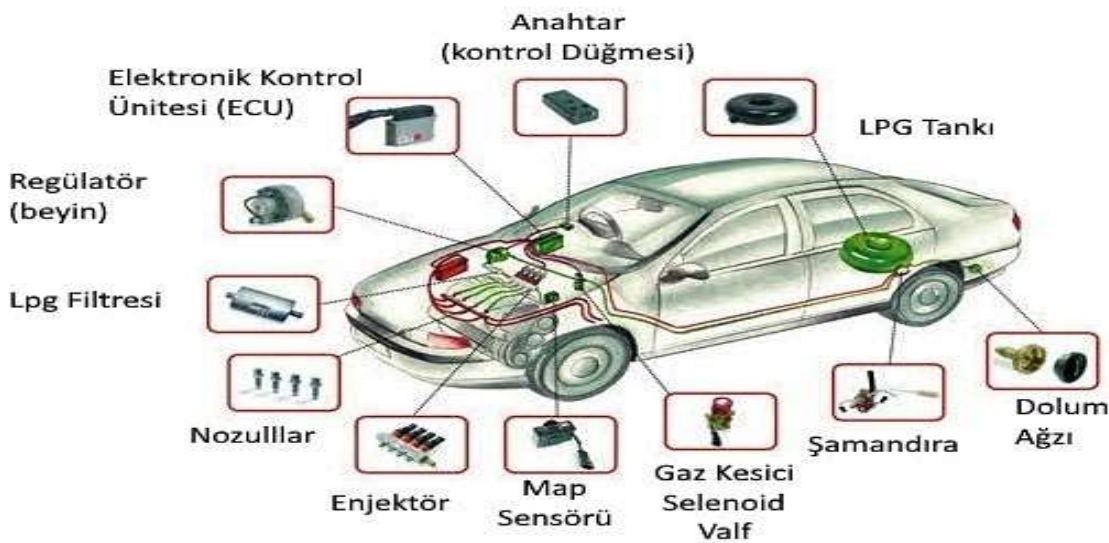 Anahtar
(kontrol Düğmesi)
Elektronik Kontrol
Ünitesi (ECU)
LPG Tankı
Regülatör
(beyin)
Lpg Filtresi
Nozulllar
Enjektör
Map
Sensörü
Gaz Kesici
Selenoid
Valf
Şamandıra
Dolum
Ağzı